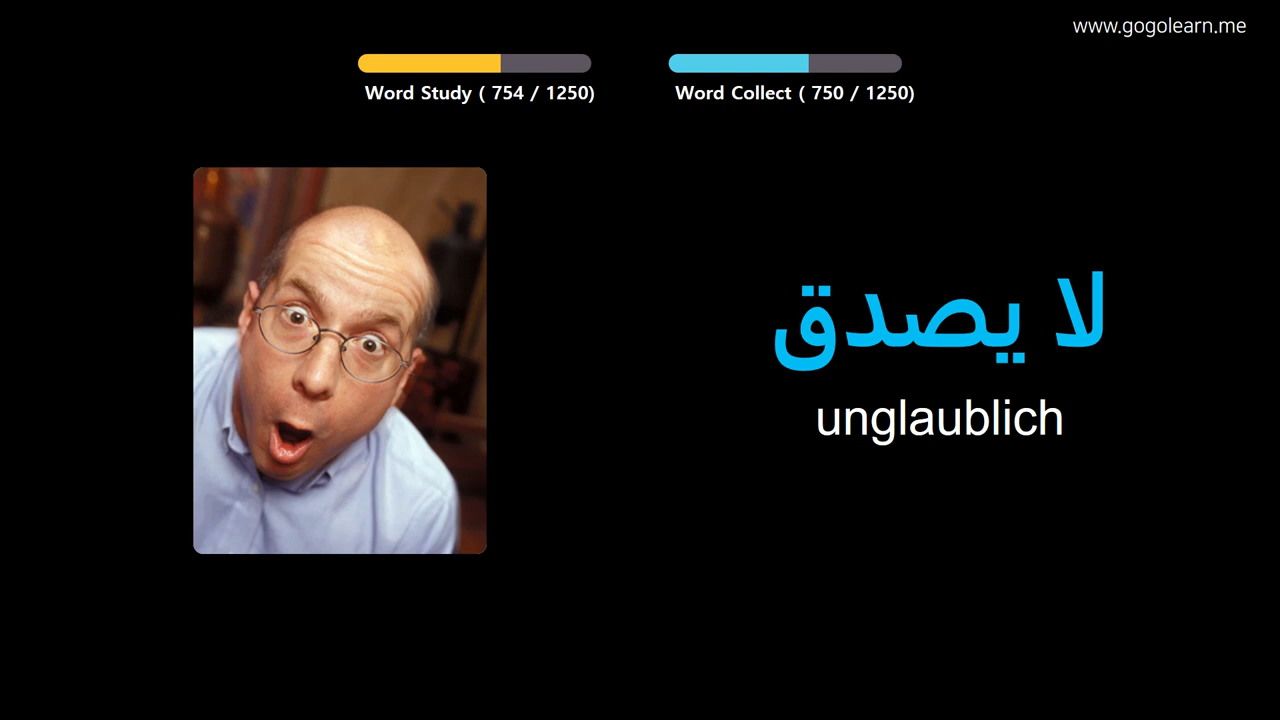 www.gogolearn.me
Word Study ( 754 / 1250)
Word Collect ( 750 / 1250)
لا يصدق
unglaublich